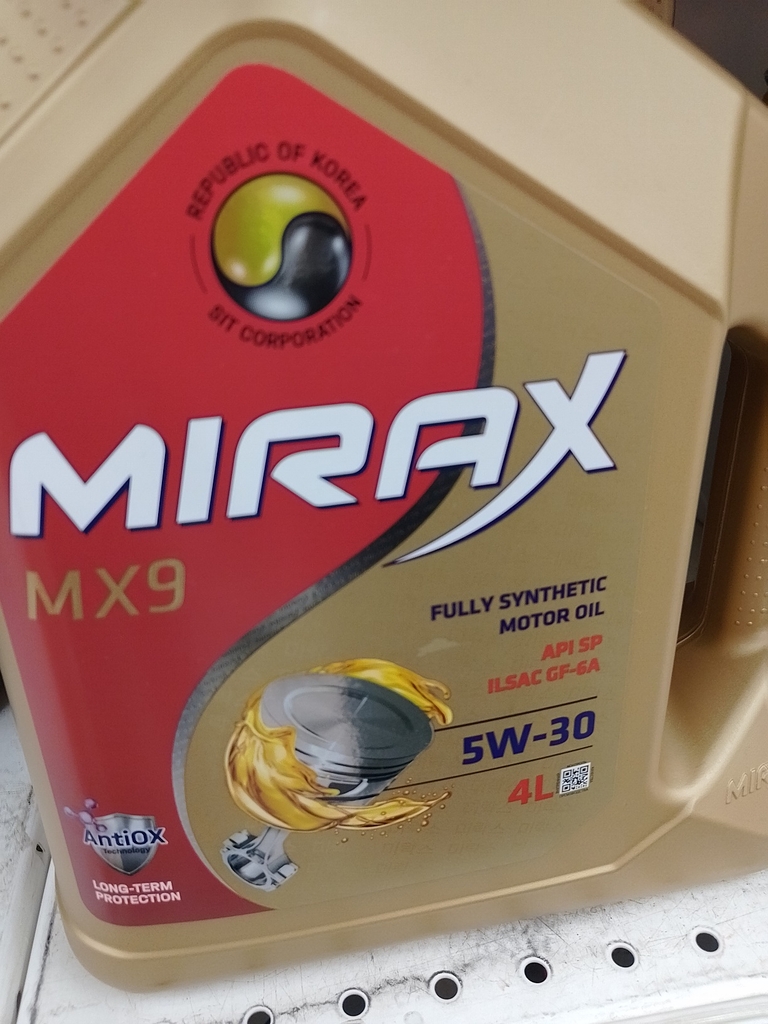 REPUBLIC OF KOREA
SIT CORPORATION
MIRAX
MX9
FULLY SYNTHETIC
MOTOR OIL
API SP
ILSAC GF-6A
5W-30
4L
AntiOX
Technology
LONG-TERM
PROTECTION